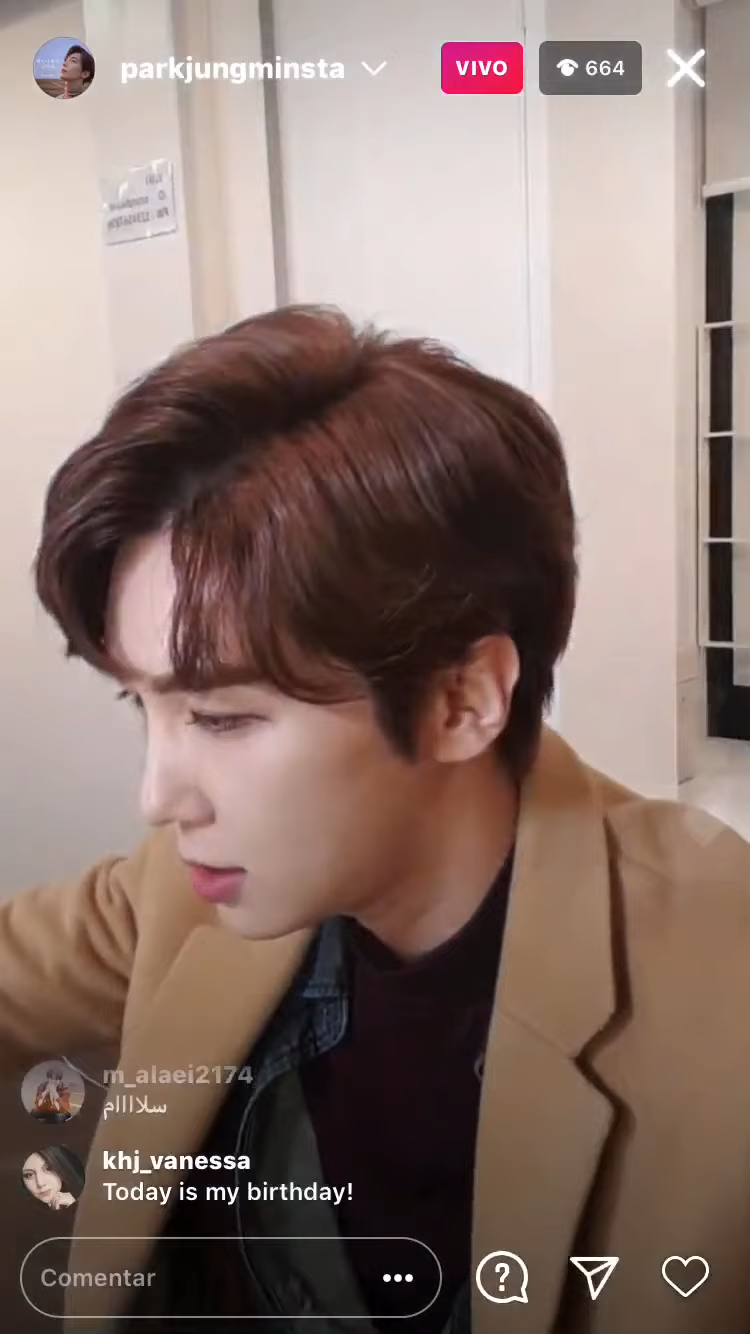 parkjungminsta
VIVO
664
m_alaei2174
سلاااام
khj_vanessa
Today is my birthday!
Comentar